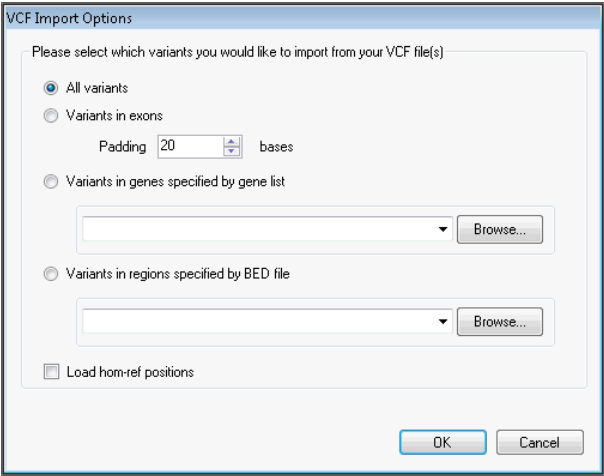 VCF Import Options
Please select which variants you would like to import from your VCF file(s)
All variants
Variants in exons
Padding 20 bases
Variants in genes specified by gene list
Browse...
Variants in regions specified by BED file
Browse...
Load hom-ref positions
OK Cancel